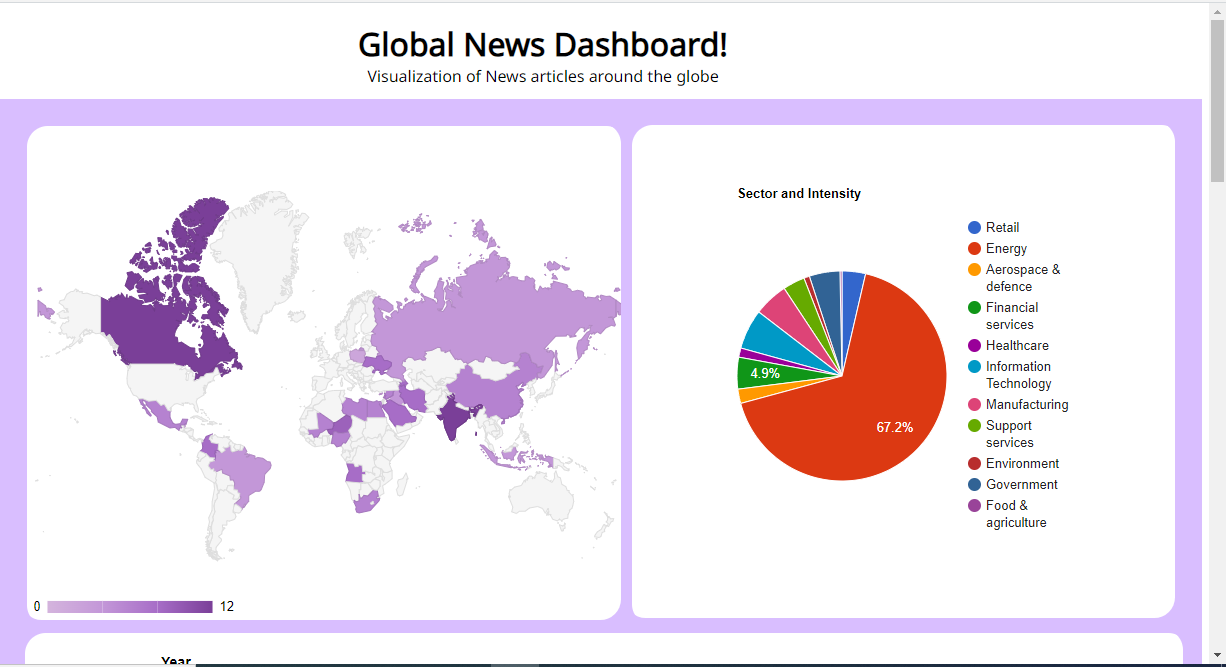 Global News Dashboard!
Visualization of News articles around the globe
0
12
Sector and Intensity
4.9%
67.2%
Retail
Energy
Aerospace &
defence
Financial
services
Healthcare
Information
Technology
Manufacturing
Support
services
Environment
Government
Food &
agriculture
Year